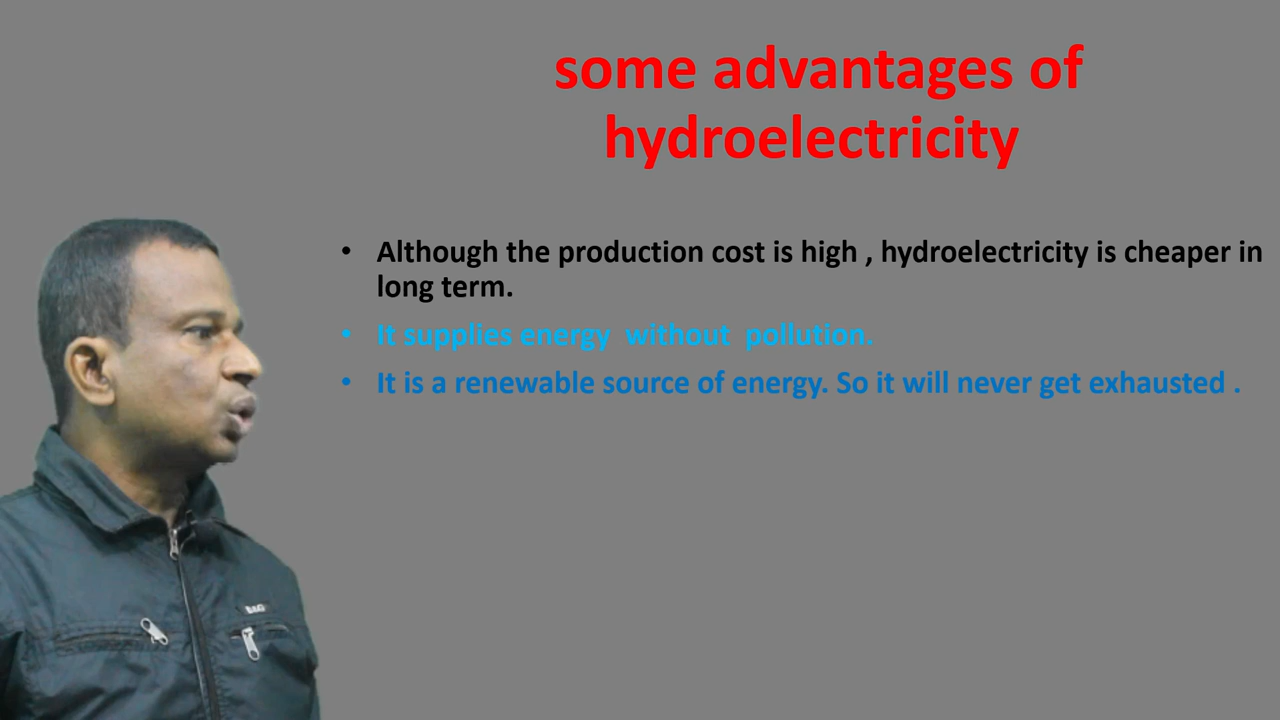 some advantages of
hydroelectricity
• Although the production cost is high , hydroelectricity is cheaper in
long term.
• It supplies energy  without  pollution.
• It is a renewable source of energy. So it will never get exhausted .